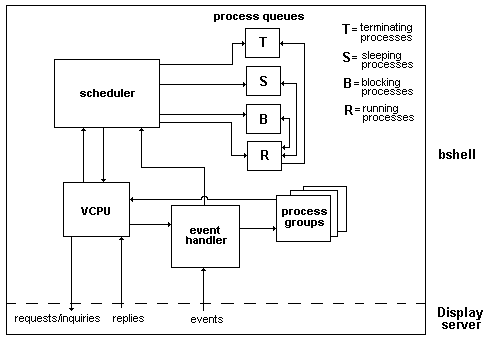 process queues
T
T = terminating
processes
scheduler
S
S = sleeping
processes
B
B = blocking
processes
R
R = running
processes
bshell
VCPU
event
handler
process
groups
Display
server
requests/inquiries
replies
events